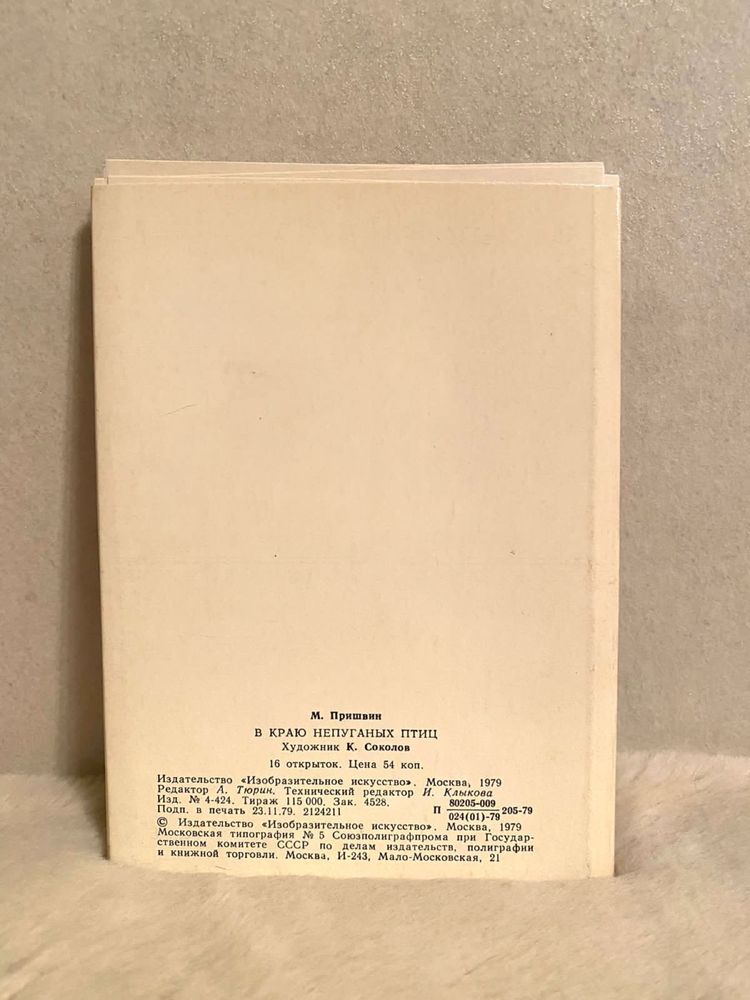 М. Пришвин
В КРАЮ НЕПУГАНЫХ ПТИЦ
Художник К. Соколов
16 открыток. Цена 54 коп.
Издательство «Изобразительное искусство». Москва, 1979
Редактор А. Тюрин. Технический редактор И. Клыкова
Изд. № 4-424. Тираж 115 000. Зак. 4528.
Подп. в печать 23.11.79. 2124211
П 80205-009 205-79
024(01)-79
© Издательство «Изобразительное искусство». Москва, 1979
Московская типография № 5 Союзполиграфпрома при Государ-
ственном комитете СССР по делам издательств, полиграфии
и книжной торговли. Москва, И-243, Мало-Московская, 21